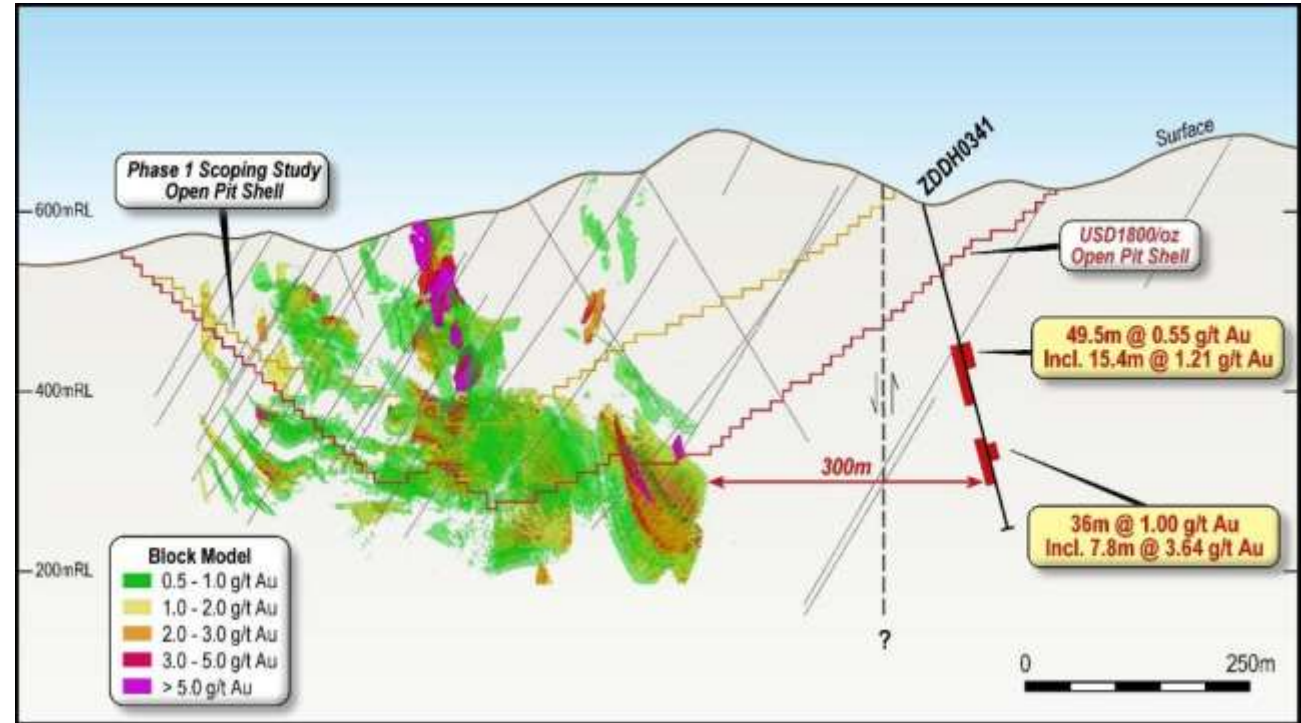 Phase 1 Scoping Study
Open Pit Shell
ZDDH0341
Surface
600mRL
USD1800/oz
Open Pit Shell
49.5m @ 0.55 g/t Au
Incl. 15.4m @ 1.21 g/t Au
400mRL
300m
36m @ 1.00 g/t Au
Incl. 7.8m @ 3.64 g/t Au
200mRL
Block Model
0.5 - 1.0 g/t Au
1.0 - 2.0 g/t Au
2.0 - 3.0 g/t Au
3.0 - 5.0 g/t Au
> 5.0 g/t Au
?
0 250m